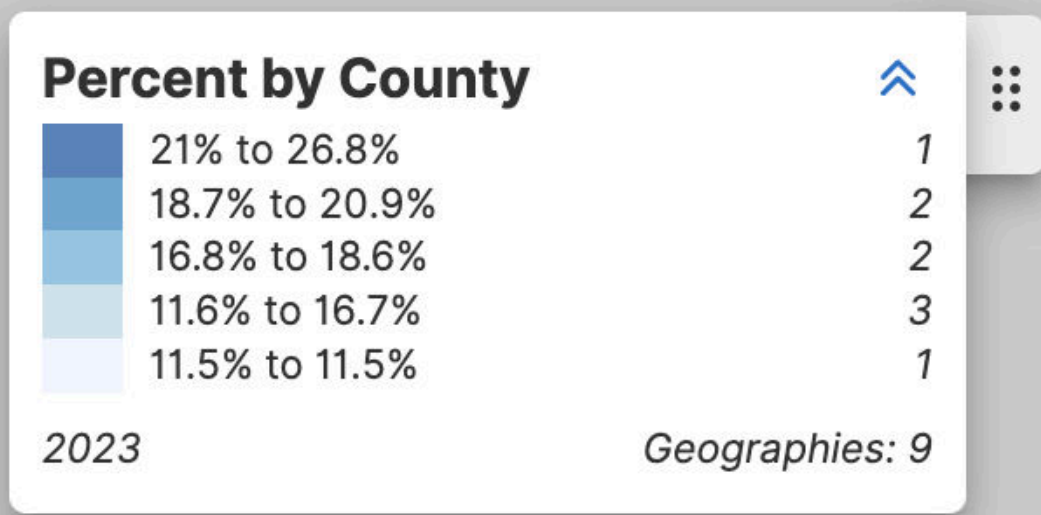 Percent by County
21% to 26.8% 1
18.7% to 20.9% 2
16.8% to 18.6% 2
11.6% to 16.7% 3
11.5% to 11.5% 1
2023 Geographies: 9